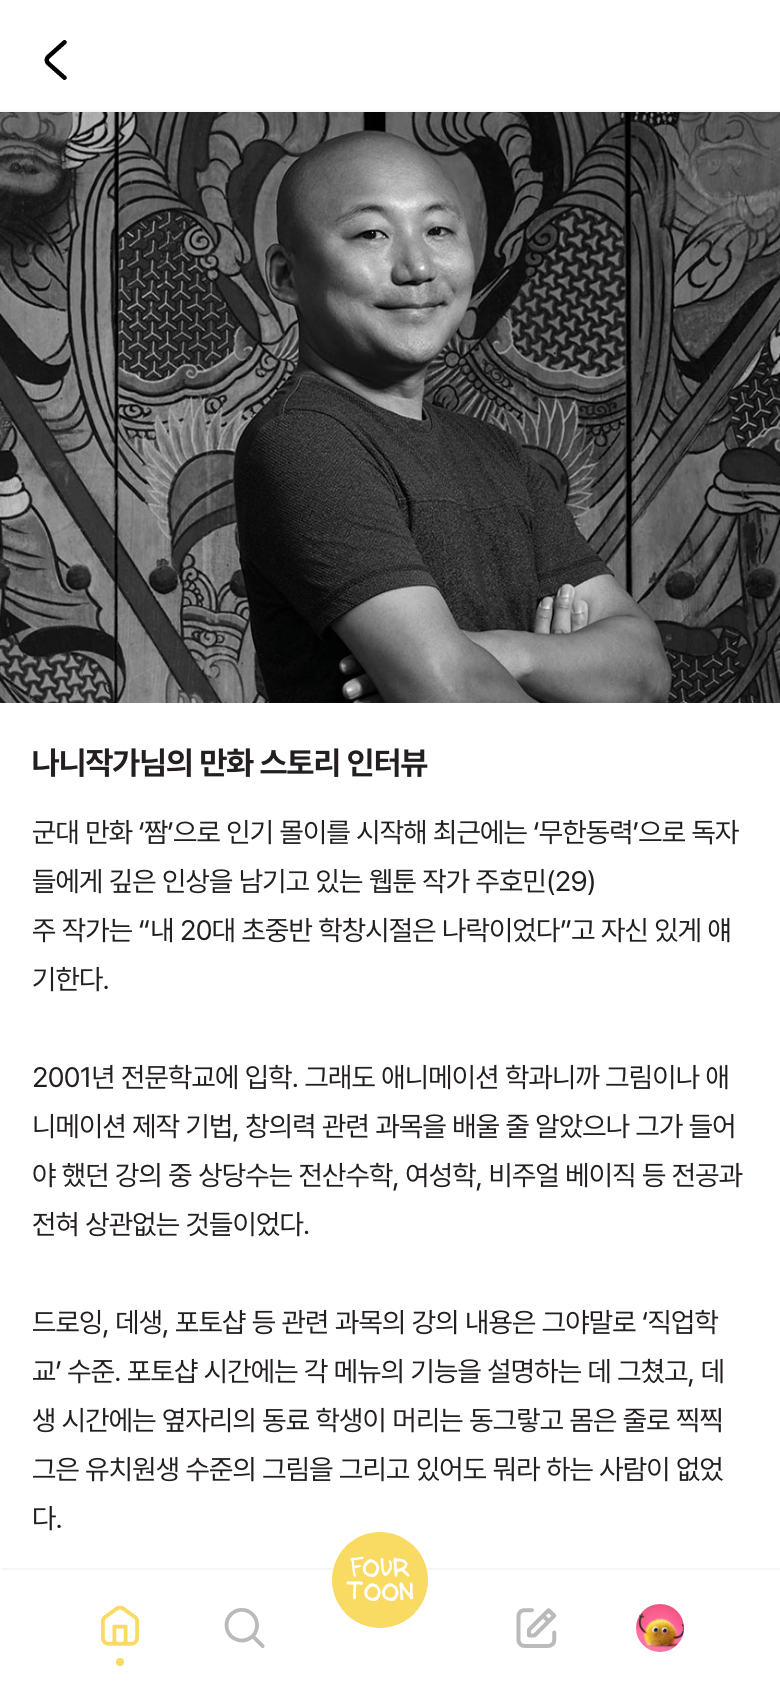 나니작가님의 만화 스토리 인터뷰
군대 만화 ‘짬’으로 인기 몰이를 시작해 최근에는 ‘무한동력’으로 독자
들에게 깊은 인상을 남기고 있는 웹툰 작가 주호민(29)
주 작가는 “내 20대 초중반 학창시절은 나락이었다”고 자신 있게 얘
기한다.
2001년 전문학교에 입학. 그래도 애니메이션 학과니까 그림이나 애
니메이션 제작 기법, 창의력 관련 과목을 배울 줄 알았으나 그가 들어
야 했던 강의 중 상당수는 전산수학, 여성학, 비주얼 베이직 등 전공과
전혀 상관없는 것들이었다.
드로잉, 데생, 포토샵 등 관련 과목의 강의 내용은 그야말로 ‘직업학
교’ 수준. 포토샵 시간에는 각 메뉴의 기능을 설명하는 데 그쳤고, 데
생 시간에는 옆자리의 동료 학생이 머리는 동그랗고 몸은 줄로 찍찍
그은 유치원생 수준의 그림을 그리고 있어도 뭐라 하는 사람이 없었
다.
FOUR
TOON